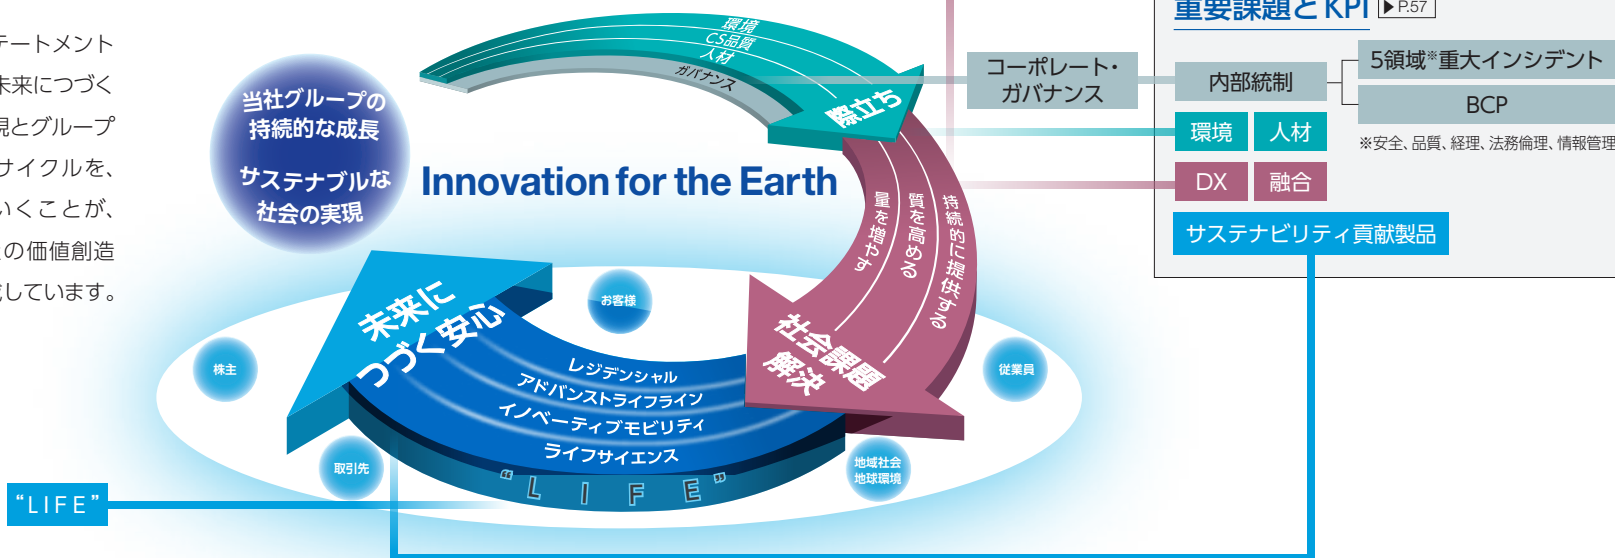 テートメント
未来につづく
現とグループ
サイクルを、
いくことが、
の価値創造
しています。
当社グループの
持続的な成長
サステナブルな
社会の実現
環境
CS品質
人材
ガバナンス
際立ち
Innovation for the Earth
量を増やす
質を高める
持続的に提供する
社会課題
解決
未来に
つづく安心
レジデンシャル
アドバンストライフライン
イノベーティブモビリティ
ライフサイエンス
“LIFE”
お客様
株主
従業員
取引先
地域社会
地球環境
“LIFE”
コーポレート・
ガバナンス
重要課題とKPI ▶P.57
内部統制
5領域※重大インシデント
BCP
※安全、品質、経理、法務倫理、情報管理
環境 人材
DX 融合
サステナビリティ貢献製品